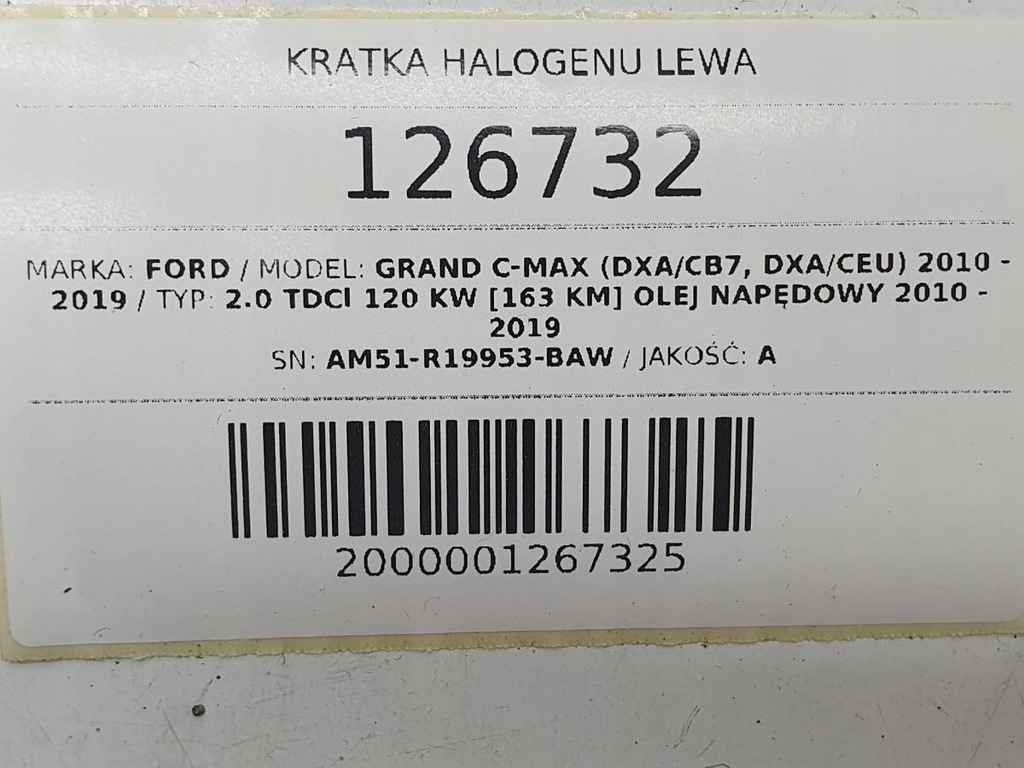 KRATKA HALOGENU LEWA
126732
MARKA: FORD / MODEL: GRAND C-MAX (DXA/CB7, DXA/CEU) 2010 -
2019 / TYP: 2.0 TDCI 120 KW [163 KM] OLEJ NAPĘDOWY 2010 -
2019
SN: AM51-R19953-BAW / JAKOŚĆ: A
2000001267325